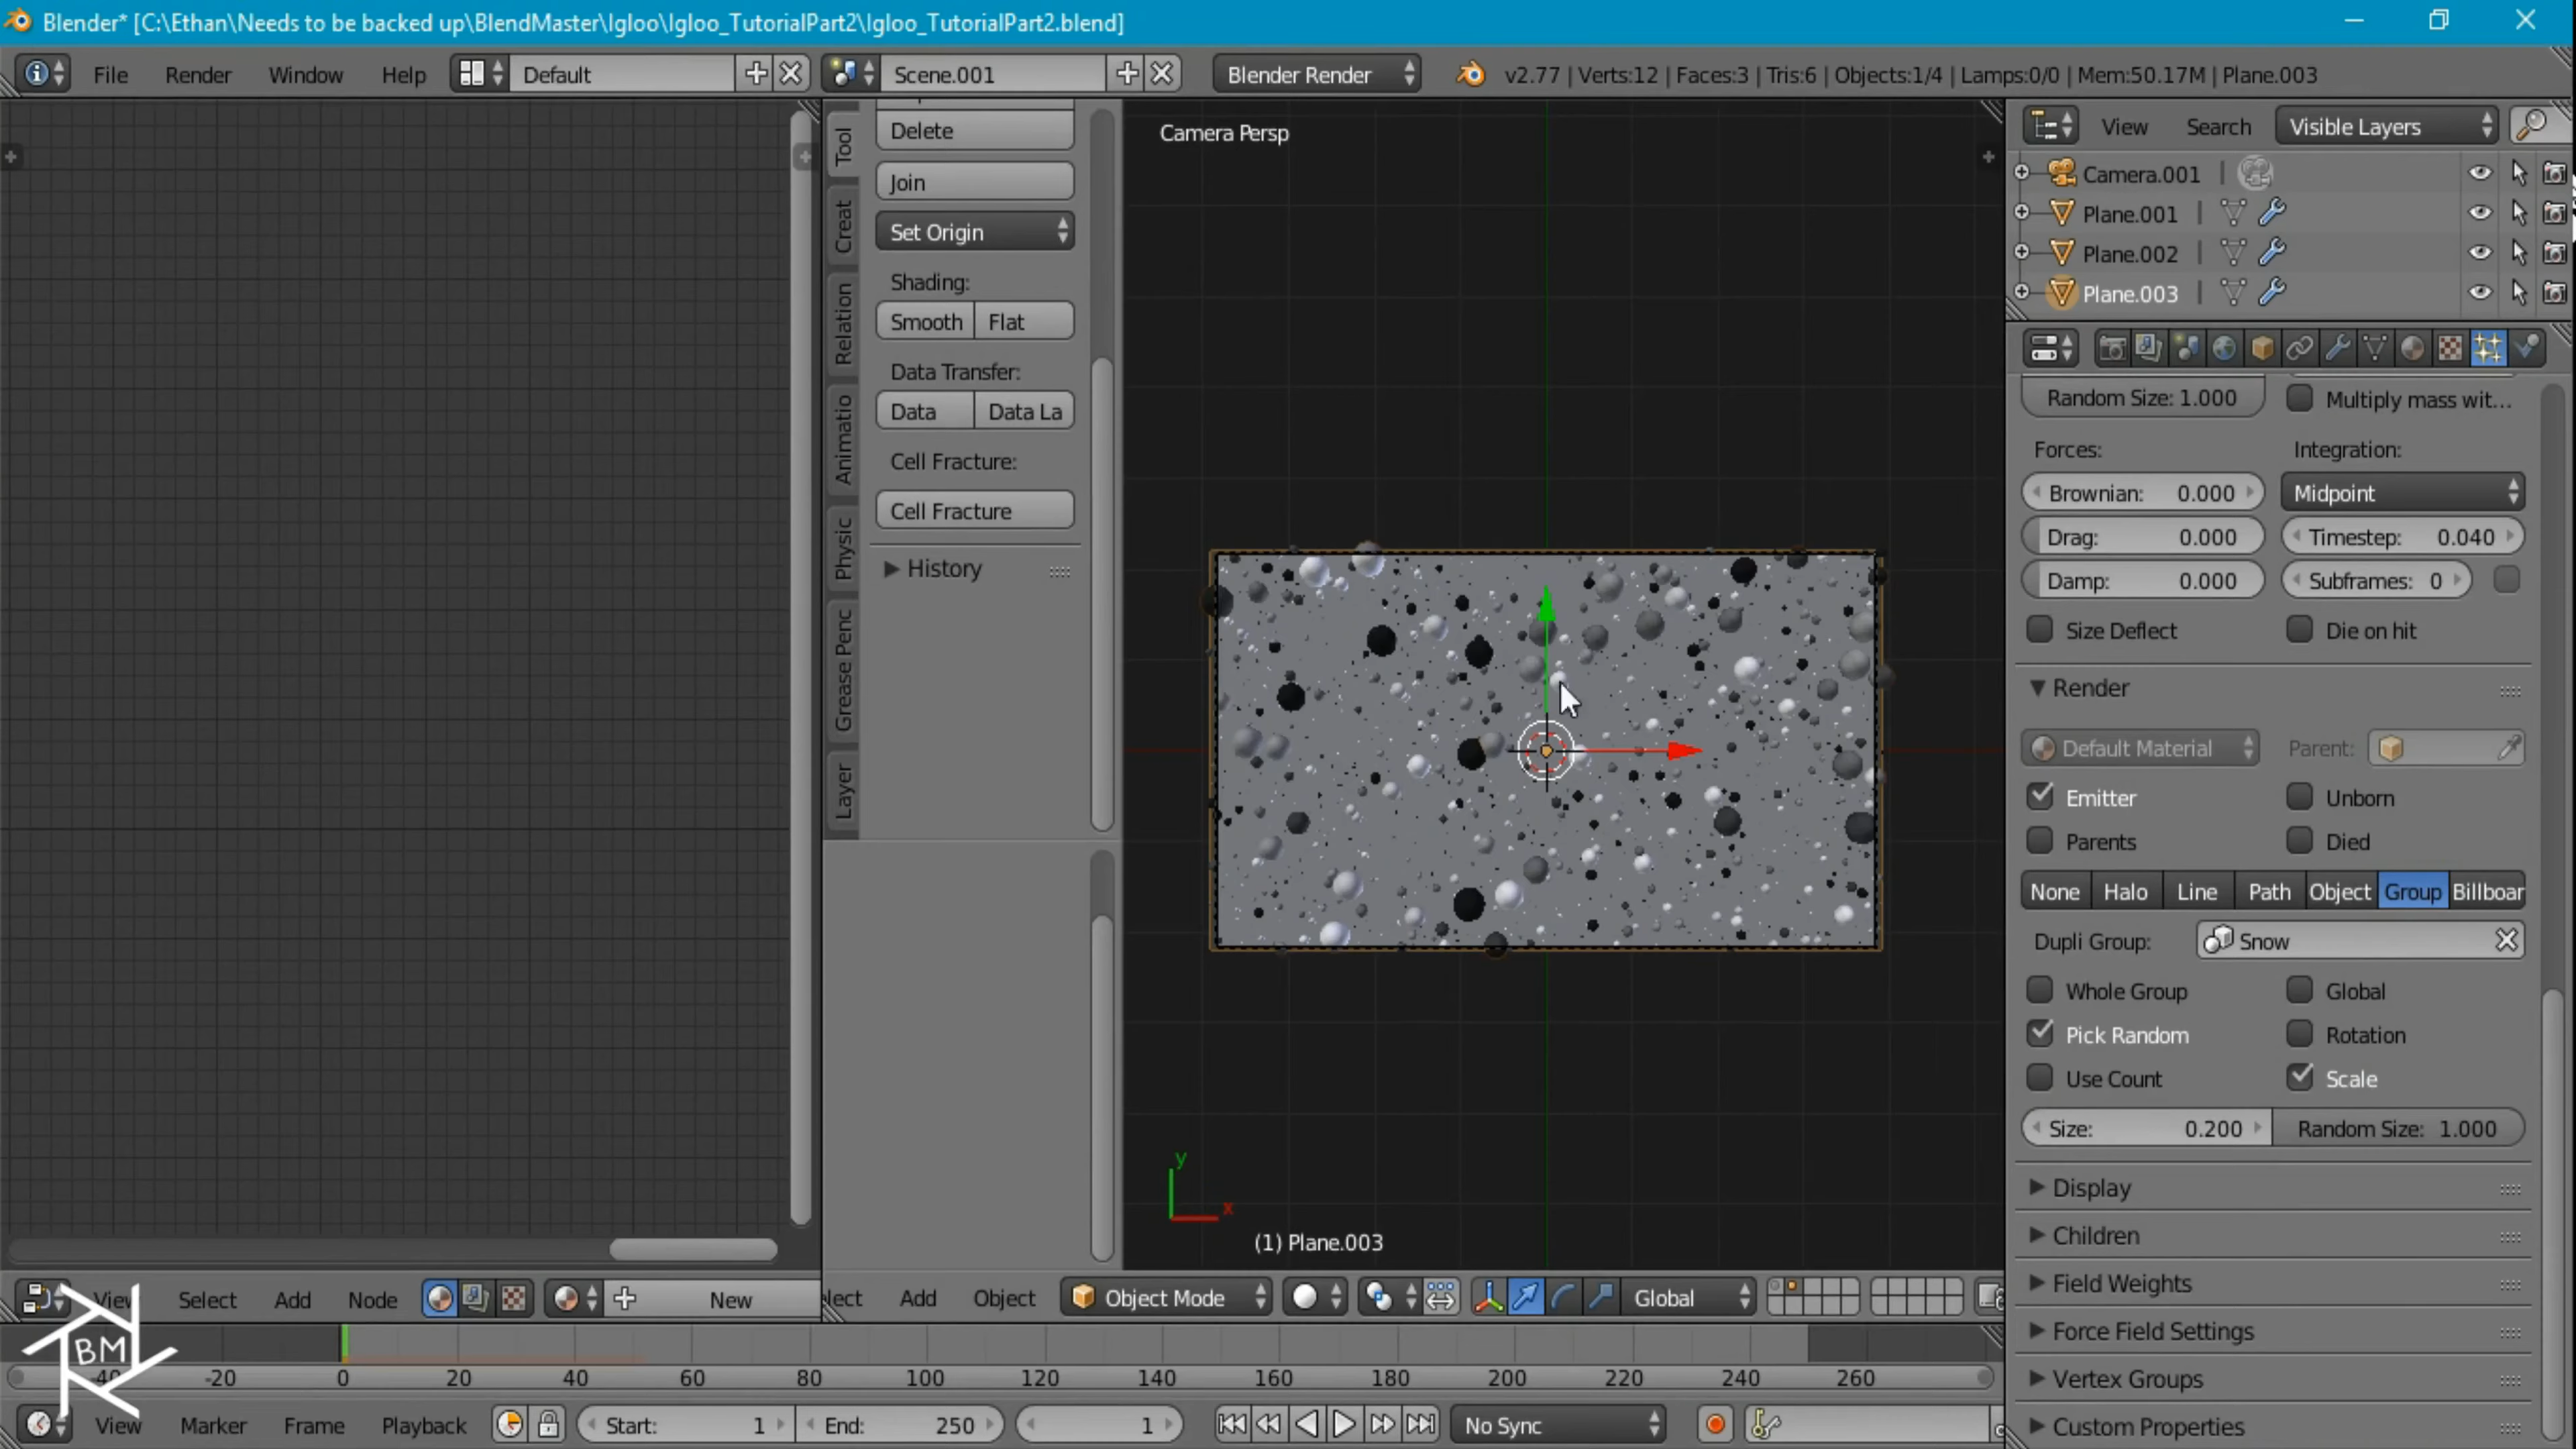 Blender* [C:\Ethan\Needs to be backed up\BlendMaster\Igloo\Igloo_TutorialPart2\Igloo_TutorialPart2.blend]
File Render Window Help Default Scene.001 Blender Render v2.77 | Verts:12 | Faces:3 | Tris:6 | Objects:1/4 | Lamps:0/0 | Mem:50.17M | Plane.003
Tool
Creat
Relation
Animatio
Physic
Grease Penc
Layer
Delete
Join
Set Origin
Shading:
Smooth Flat
Data Transfer:
Data Data La
Cell Fracture:
Cell Fracture
History
Camera Persp
y
x
(1) Plane.003
View Search Visible Layers
Camera.001
Plane.001
Plane.002
Plane.003
Random Size: 1.000 Multiply mass wit...
Forces: Integration:
Brownian: 0.000 Midpoint
Drag: 0.000 Timestep: 0.040
Damp: 0.000 Subframes: 0
Size Deflect Die on hit
Render
Default Material Parent:
Emitter Unborn
Parents Died
None Halo Line Path Object Group Billboar
Dupli Group: Snow
Whole Group Global
Pick Random Rotation
Use Count Scale
Size: 0.200 Random Size: 1.000
Display
Children
Field Weights
Force Field Settings
Vertex Groups
Custom Properties
View Select Add Node New
lect Add Object Object Mode Global
BM
-40 -20 0 20 40 60 80 100 120 140 160 180 200 220 240 260
View Marker Frame Playback Start: 1 End: 250 1 No Sync